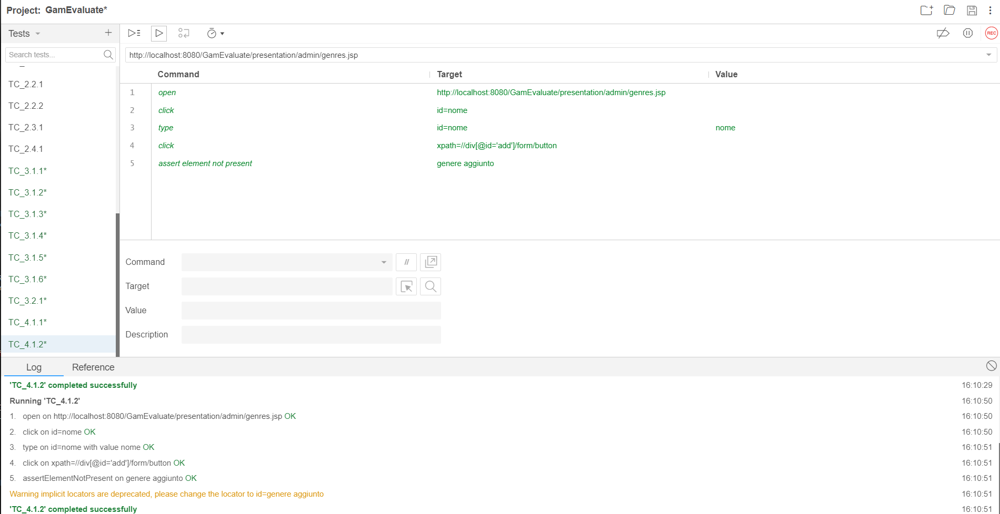 Project: GamEvaluate*
Tests
Search tests...
REC
http://localhost:8080/GamEvaluate/presentation/admin/genres.jsp
Command Target Value
1 open http://localhost:8080/GamEvaluate/presentation/admin/genres.jsp
2 click id=nome
3 type id=nome nome
4 click xpath=//div[@id='add']/form/button
5 assert element not present genere aggiunto
TC_2.2.1
TC_2.2.2
TC_2.3.1
TC_2.4.1
TC_3.1.1*
TC_3.1.2*
TC_3.1.3*
TC_3.1.4*
TC_3.1.5*
TC_3.1.6*
TC_3.2.1*
TC_4.1.1*
TC_4.1.2*
Command //
Target
Value
Description
Log Reference
'TC_4.1.2' completed successfully 16:10:29
Running 'TC_4.1.2' 16:10:50
1. open on http://localhost:8080/GamEvaluate/presentation/admin/genres.jsp OK 16:10:50
2. click on id=nome OK 16:10:50
3. type on id=nome with value nome OK 16:10:51
4. click on xpath=//div[@id='add']/form/button OK 16:10:51
5. assertElementNotPresent on genere aggiunto OK 16:10:51
Warning implicit locators are deprecated, please change the locator to id=genere aggiunto 16:10:51
'TC_4.1.2' completed successfully 16:10:51